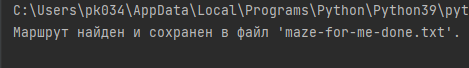 C:\Users\pk034\AppData\Local\Programs\Python\Python39\pyt
Маршрут найден и сохранен в файл 'maze-for-me-done.txt'.